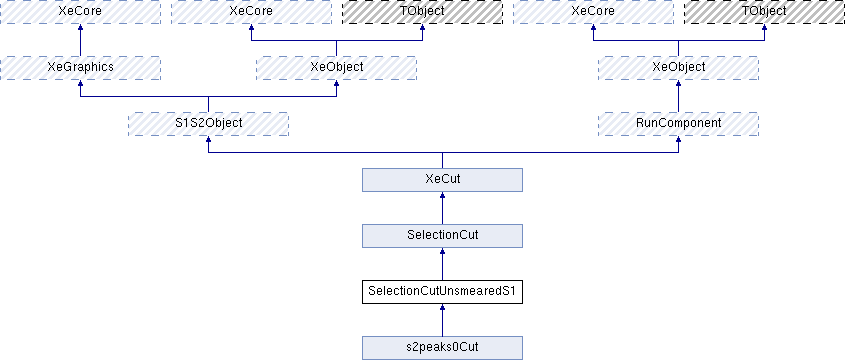 XeCore
XeCore
TObject
XeCore
TObject
XeGraphics
XeObject
XeObject
S1S2Object
RunComponent
XeCut
SelectionCut
SelectionCutUnsmearedS1
s2peaks0Cut